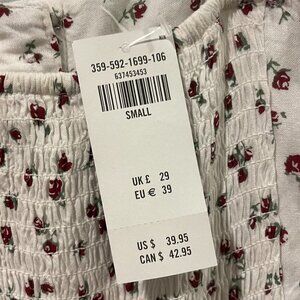 359-592-1699-106
637453453
SMALL
UK £ 29
EU € 39
US $ 39.95
CAN $ 42.95